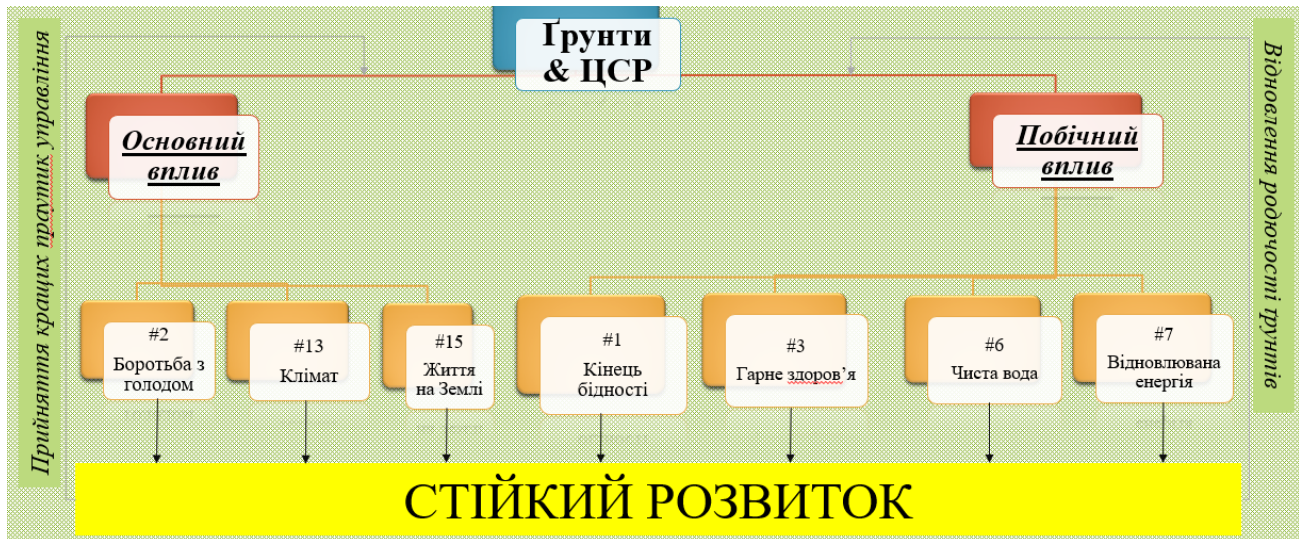 Ґрунти
& ЦСР
Прийняття кращих праутик управління
Відновлення родючості ґрунтів
Основний
вплив
Побічний
вплив
#2
Боротьба з
голодом
#13
Клімат
#15
Життя
на Землі
#1
Кінець
бідності
#3
Гарне здоров’я
#6
Чиста вода
#7
Відновлювана
енергія
СТІЙКИЙ РОЗВИТОК